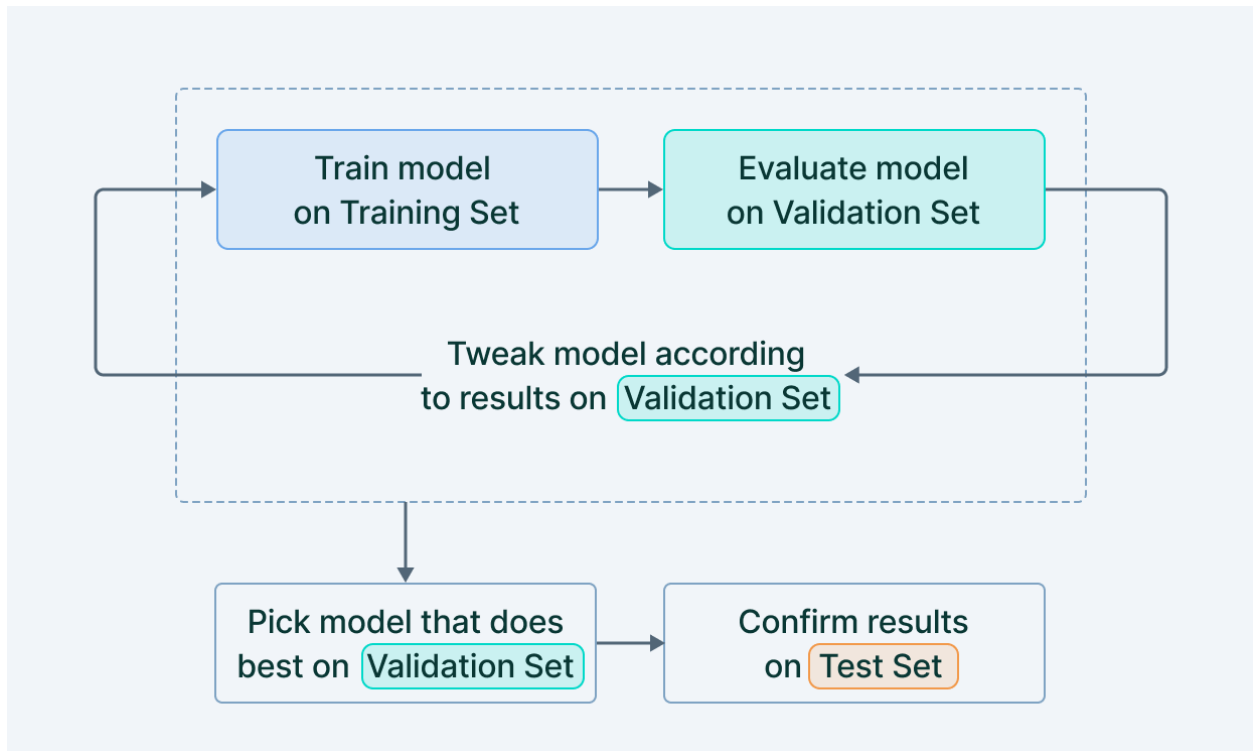 Train model
on Training Set
Evaluate model
on Validation Set
Tweak model according
to results on Validation Set
Pick model that does
best on Validation Set
Confirm results
on Test Set